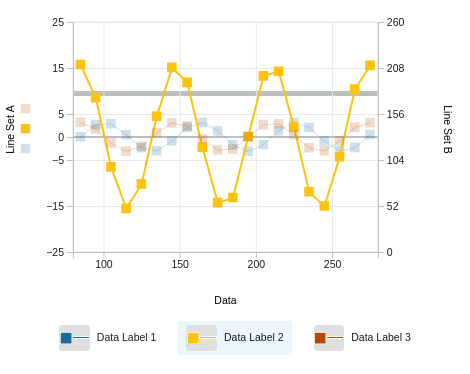 25
15
5
0
−5
−15
−25
260
208
156
104
52
0
100
150
200
250
Line Set A
Line Set B
Data
Data Label 1
Data Label 2
Data Label 3